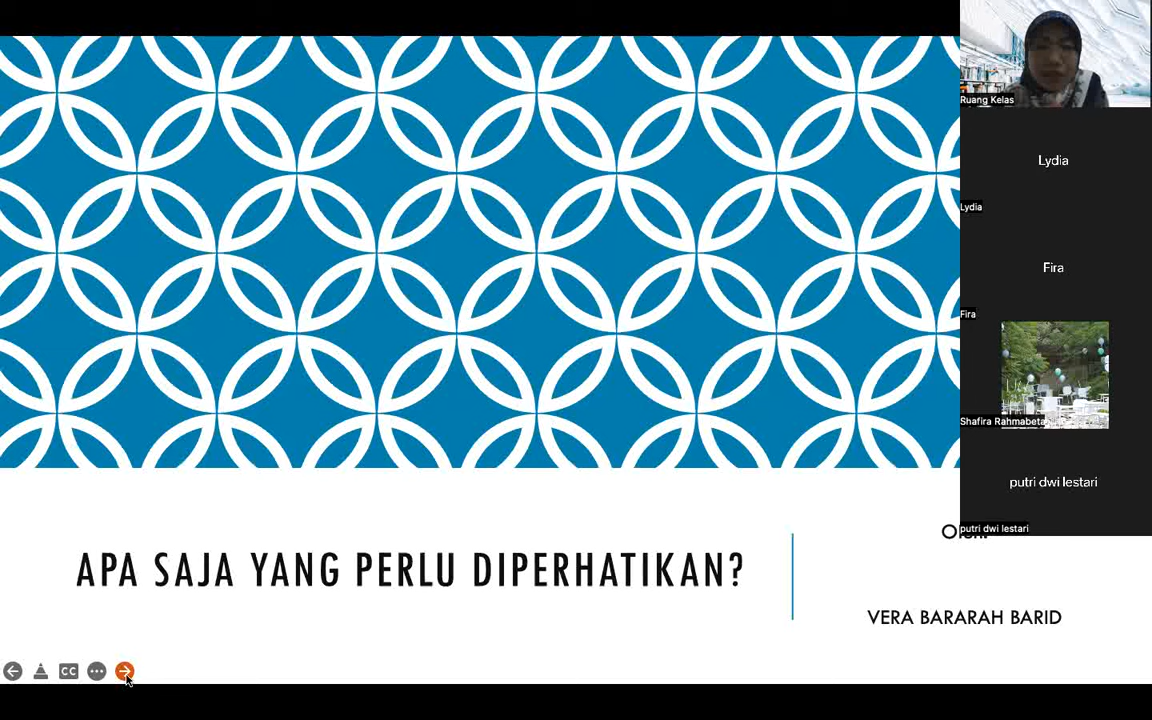 Ruang Kelas
Lydia
Lydia
Fira
Fira
Shafira Rahmabeta
putri dwi lestari
putri dwi lestari
APA SAJA YANG PERLU DIPERHATIKAN?
VERA BARARAH BARID
CC